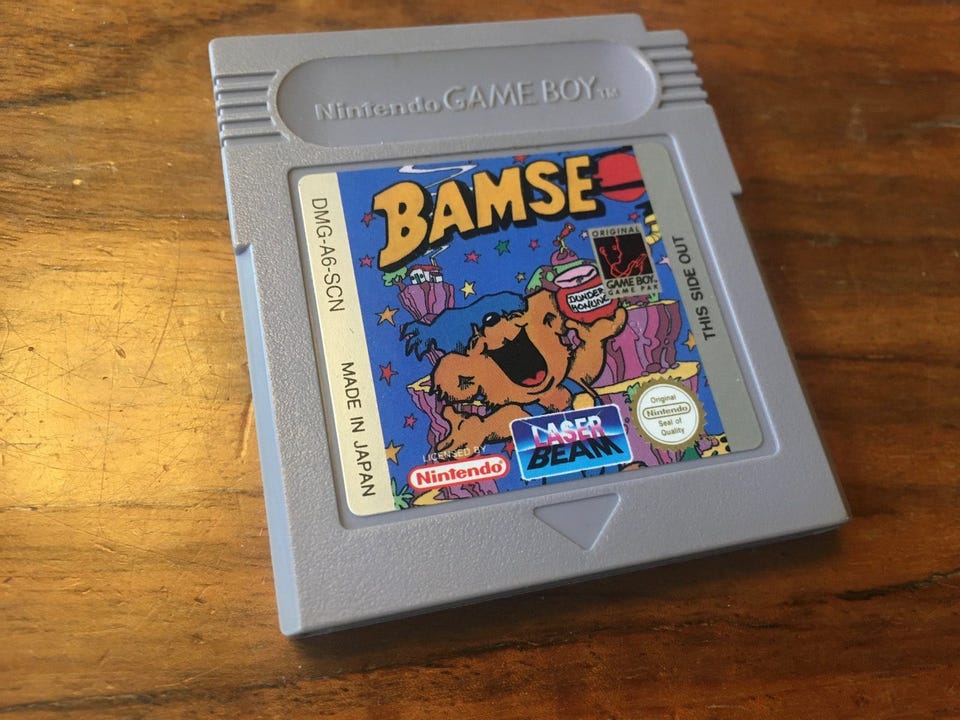 Nintendo GAME BOY TM
DMG-A6-SCN
MADE IN JAPAN
BAMSE
ORIGINAL
GAME BOY
GAME PAK
THIS SIDE OUT
DUNDER
HONUNG
LASER
BEAM
LICENSED BY
Nintendo
Original
Nintendo
Seal of
Quality